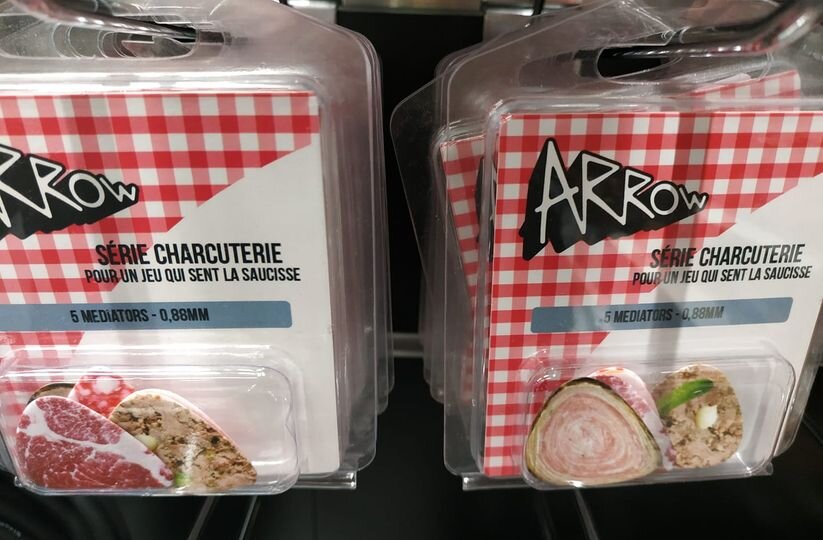 ARROW
SÉRIE CHARCUTERIE
POUR UN JEU QUI SENT LA SAUCISSE
5 MEDIATORS - 0,88MM
ARROW
SÉRIE CHARCUTERIE
POUR UN JEU QUI SENT LA SAUCISSE
5 MEDIATORS - 0,88MM